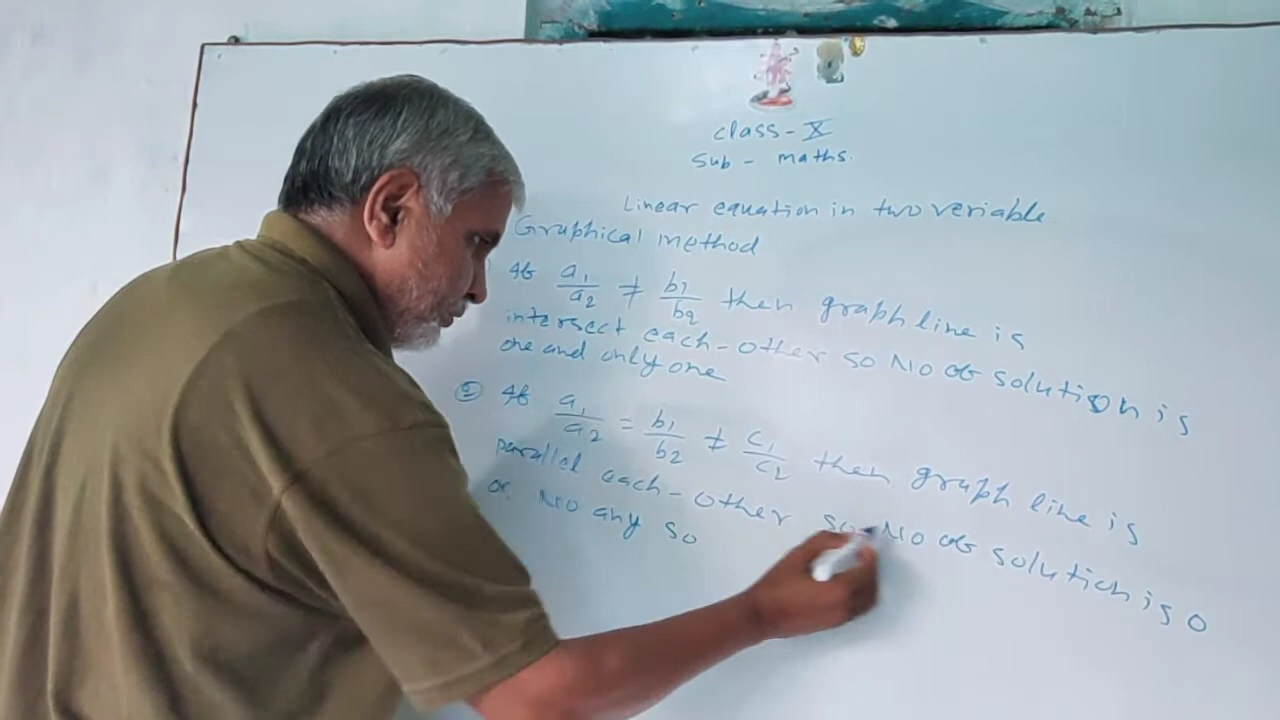 class - X
Sub - maths.
Linear equation in two veriable
Graphical method
If a1/a2 ≠ b1/b2 then graph line is
intersect each-other so No of solution is
one and only one
② If a1/a2 = b1/b2 ≠ c1/c2 then graph line is
parallel each-other so No of solution is 0
or No any so